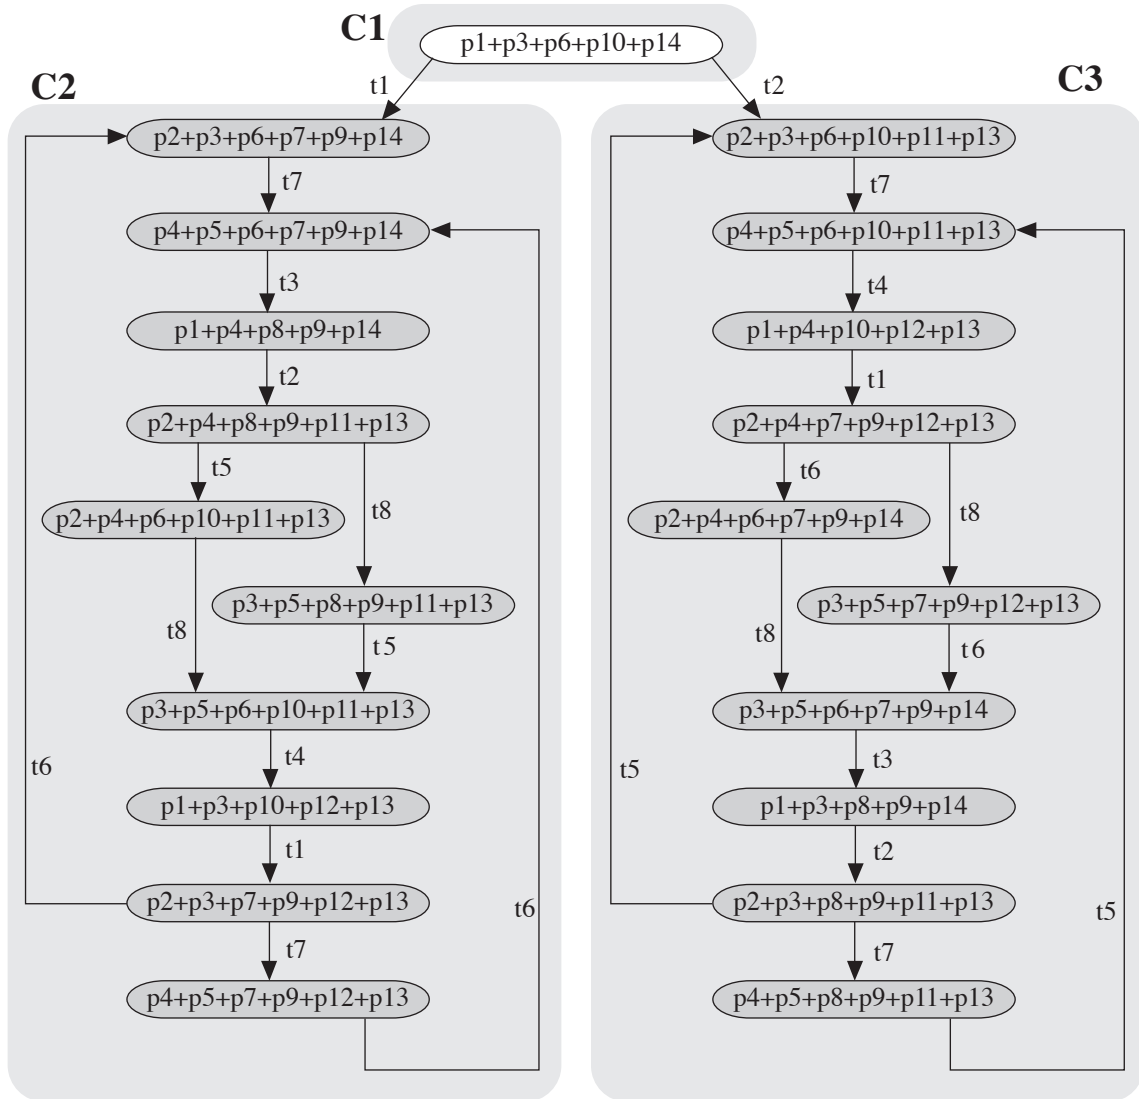 C1
p1+p3+p6+p10+p14
t1
t2
C2
C3
p2+p3+p6+p7+p9+p14
t7
p4+p5+p6+p7+p9+p14
t3
p1+p4+p8+p9+p14
t2
p2+p4+p8+p9+p11+p13
t5
t8
p2+p4+p6+p10+p11+p13
p3+p5+p8+p9+p11+p13
t8
t5
p3+p5+p6+p10+p11+p13
t4
t6
p1+p3+p10+p12+p13
t1
p2+p3+p7+p9+p12+p13
t6
t7
p4+p5+p7+p9+p12+p13
p2+p3+p6+p10+p11+p13
t7
p4+p5+p6+p10+p11+p13
t4
p1+p4+p10+p12+p13
t1
p2+p4+p7+p9+p12+p13
t6
t8
p2+p4+p6+p7+p9+p14
p3+p5+p7+p9+p12+p13
t8
t6
p3+p5+p6+p7+p9+p14
t3
t5
p1+p3+p8+p9+p14
t2
p2+p3+p8+p9+p11+p13
t5
t7
p4+p5+p8+p9+p11+p13